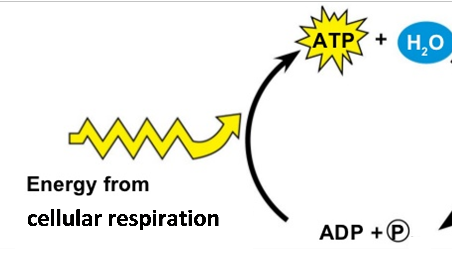 ATP + H₂O
Energy from
cellular respiration
ADP + P